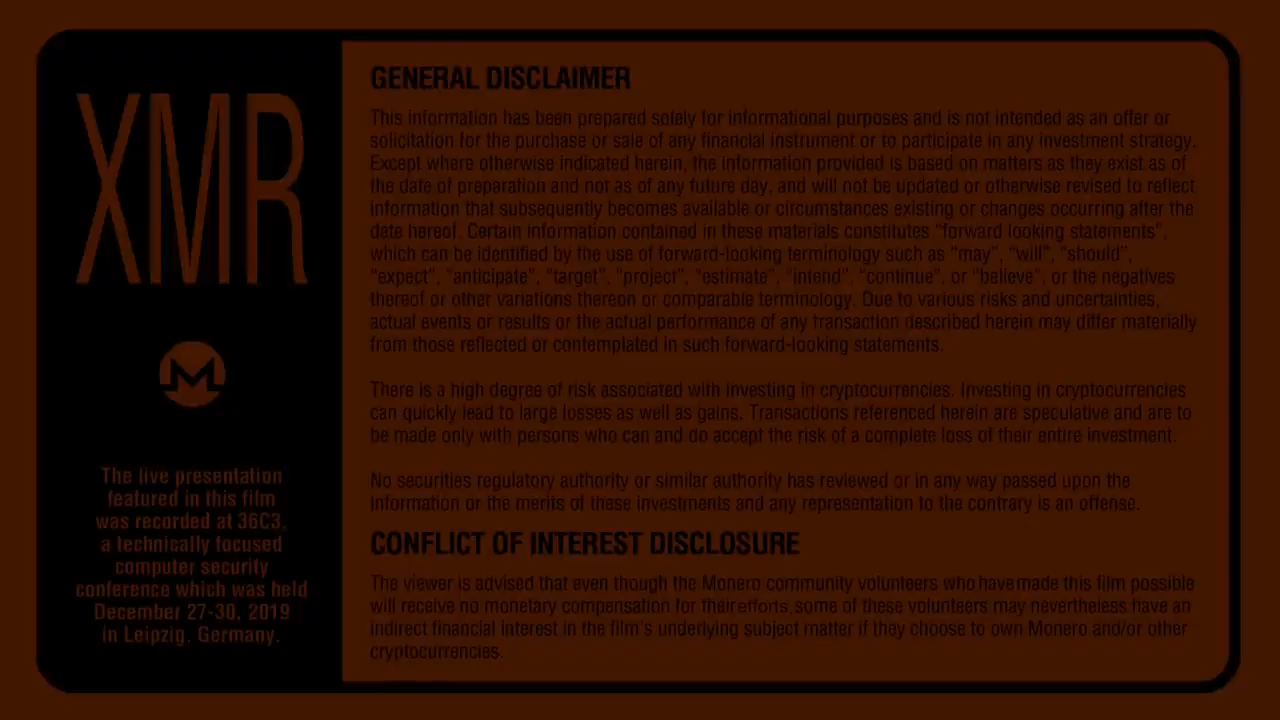 XMR
The live presentation
featured in this film
was recorded at 36C3,
a technically focused
computer security
conference which was held
December 27-30, 2019
in Leipzig, Germany.
GENERAL DISCLAIMER
This information has been prepared solely for informational purposes and is not intended as an offer or
solicitation for the purchase or sale of any financial instrument or to participate in any investment strategy.
Except where otherwise indicated herein, the information provided is based on matters as they exist as of
the date of preparation and not as of any future day, and will not be updated or otherwise revised to reflect
information that subsequently becomes available or circumstances existing or changes occurring after the
date hereof. Certain information contained in these materials constitutes "forward looking statements",
which can be identified by the use of forward-looking terminology such as "may", "will", "should",
"expect", "anticipate", "target", "project", "estimate", "intend", "continue", or "believe", or the negatives
thereof or other variations thereon or comparable terminology. Due to various risks and uncertainties,
actual events or results or the actual performance of any transaction described herein may differ materially
from those reflected or contemplated in such forward-looking statements.
There is a high degree of risk associated with investing in cryptocurrencies. Investing in cryptocurrencies
can quickly lead to large losses as well as gains. Transactions referenced herein are speculative and are to
be made only with persons who can and do accept the risk of a complete loss of their entire investment.
No securities regulatory authority or similar authority has reviewed or in any way passed upon the
information or the merits of these investments and any representation to the contrary is an offense.
CONFLICT OF INTEREST DISCLOSURE
The viewer is advised that even though the Monero community volunteers who have made this film possible
will receive no monetary compensation for their efforts, some of these volunteers may nevertheless have an
indirect financial interest in the film's underlying subject matter if they choose to own Monero and/or other
cryptocurrencies.